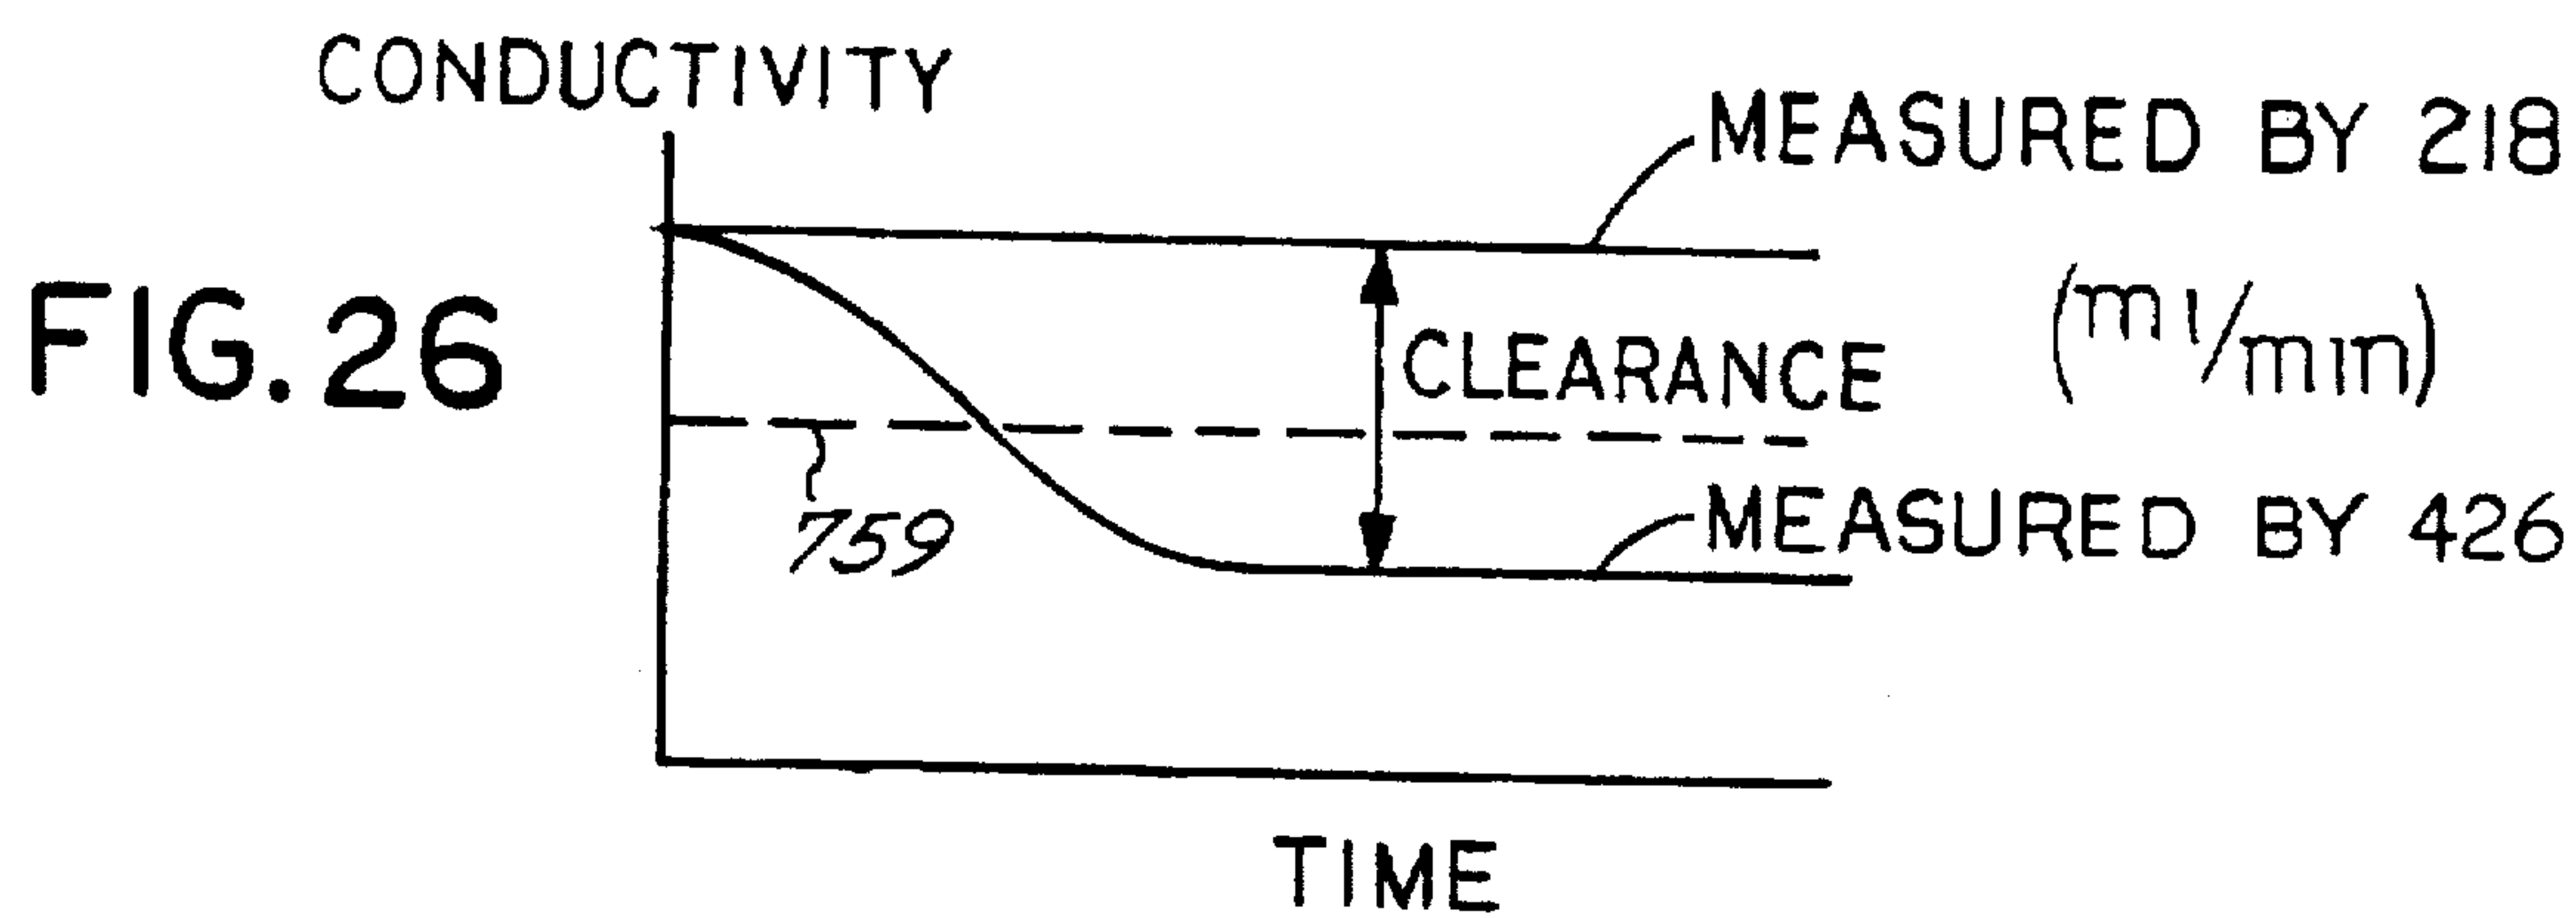 CONDUCTIVITY
MEASURED BY 218
FIG. 26
CLEARANCE (ml/min)
759
MEASURED BY 426
TIME